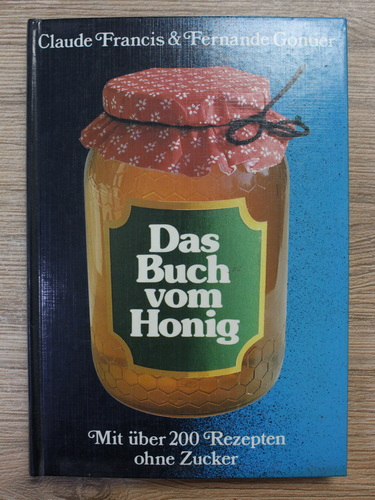 Claude Francis & Fernande Gontier
Das
Buch
vom
Honig
Mit über 200 Rezepten
ohne Zucker